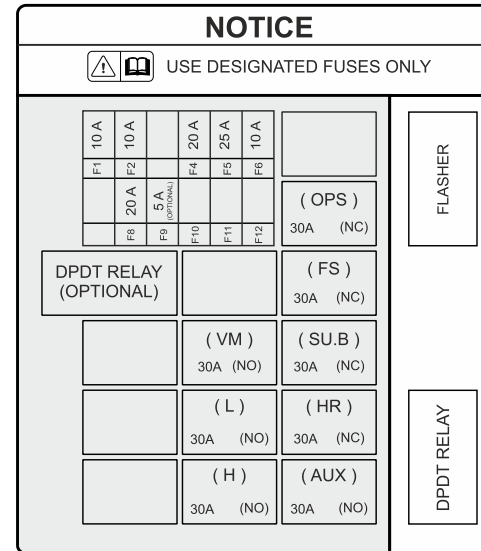 NOTICE
USE DESIGNATED FUSES ONLY
10 A
10 A
20 A
25 A
10 A
F1
F2
F4
F5
F6
20 A
5 A
(OPTIONAL)
F8
F9
F10
F11
F12
( OPS )
30A (NC)
DPDT RELAY
(OPTIONAL)
( FS )
30A (NC)
( VM )
30A (NO)
( SU.B )
30A (NC)
( L )
30A (NO)
( HR )
30A (NC)
( H )
30A (NO)
( AUX )
30A (NO)
FLASHER
DPDT RELAY